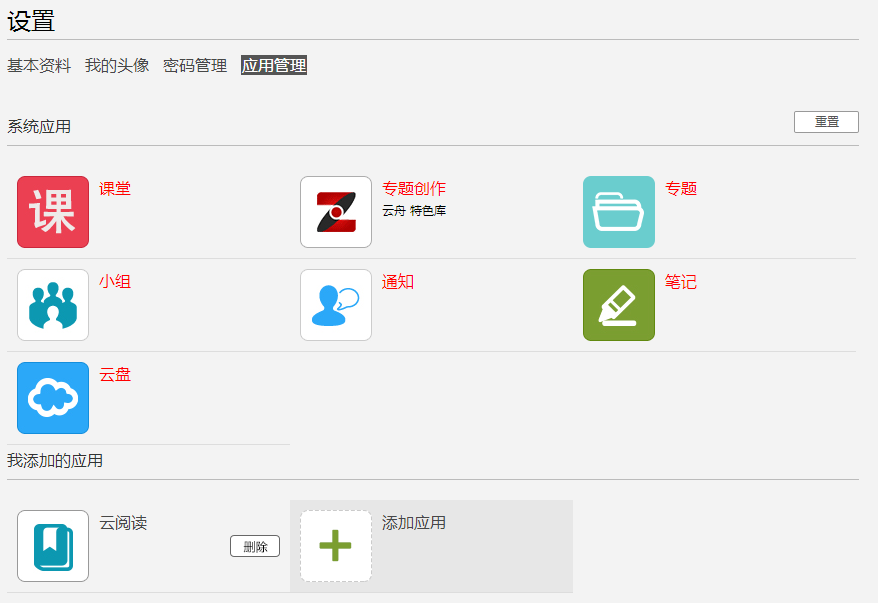 设置
基本资料 我的头像 密码管理 应用管理
系统应用 重置
课 课堂
专题创作
云舟 特色库
专题
小组
通知
笔记
云盘
我添加的应用
云阅读
删除
添加应用